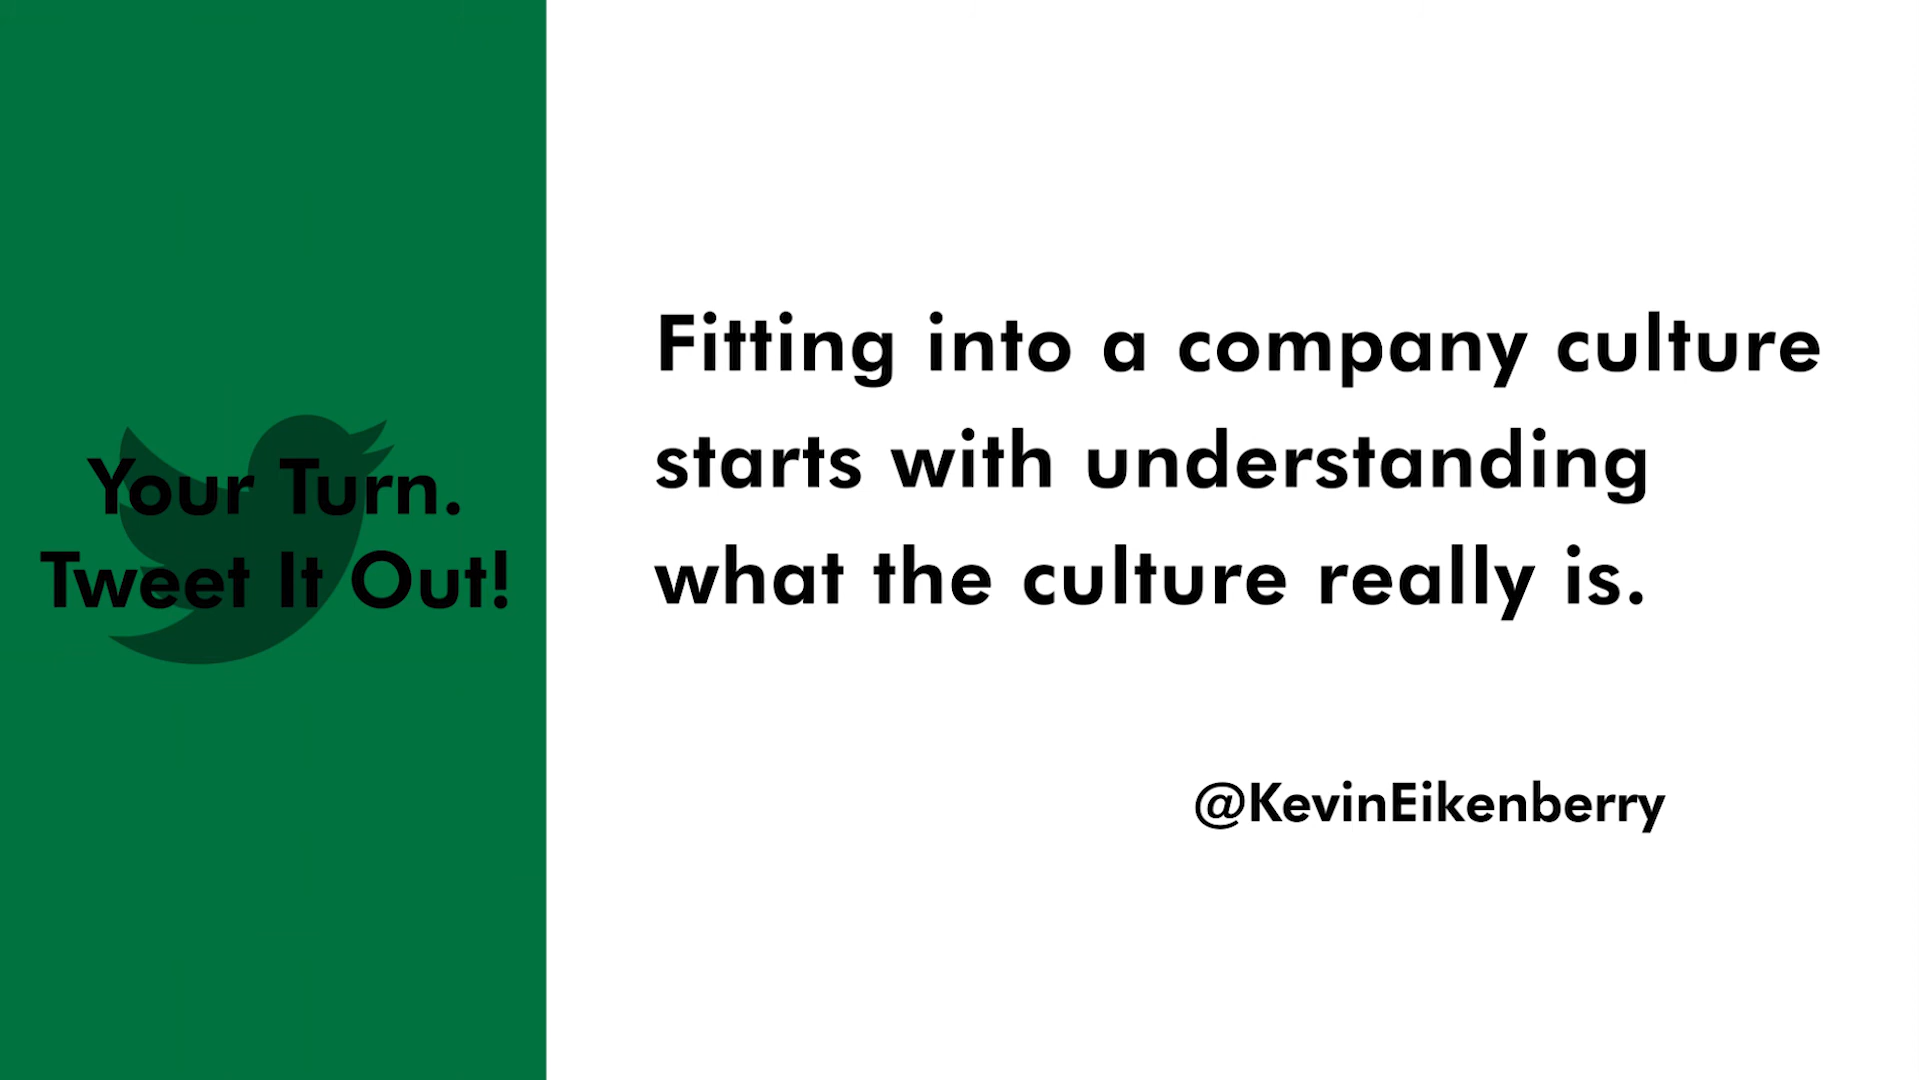 Your Turn.
Tweet It Out!
Fitting into a company culture
starts with understanding
what the culture really is.
@KevinEikenberry